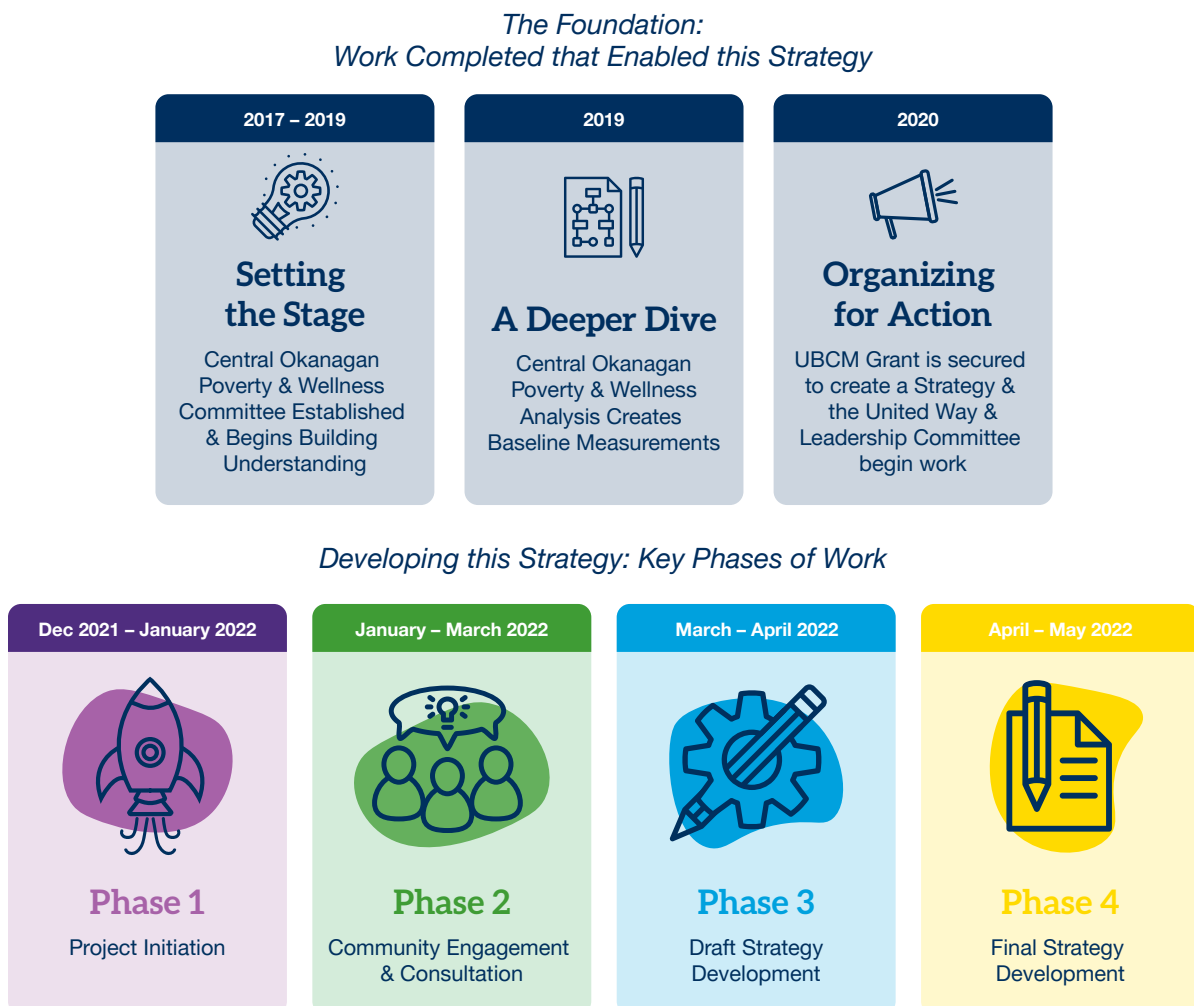 The Foundation:
Work Completed that Enabled this Strategy
2017 – 2019
Setting
the Stage
Central Okanagan
Poverty & Wellness
Committee Established
& Begins Building
Understanding
2019
A Deeper Dive
Central Okanagan
Poverty & Wellness
Analysis Creates
Baseline Measurements
2020
Organizing
for Action
UBCM Grant is secured
to create a Strategy &
the United Way &
Leadership Committee
begin work
Developing this Strategy: Key Phases of Work
Dec 2021 – January 2022
Phase 1
Project Initiation
January – March 2022
Phase 2
Community Engagement
& Consultation
March – April 2022
Phase 3
Draft Strategy
Development
April – May 2022
Phase 4
Final Strategy
Development